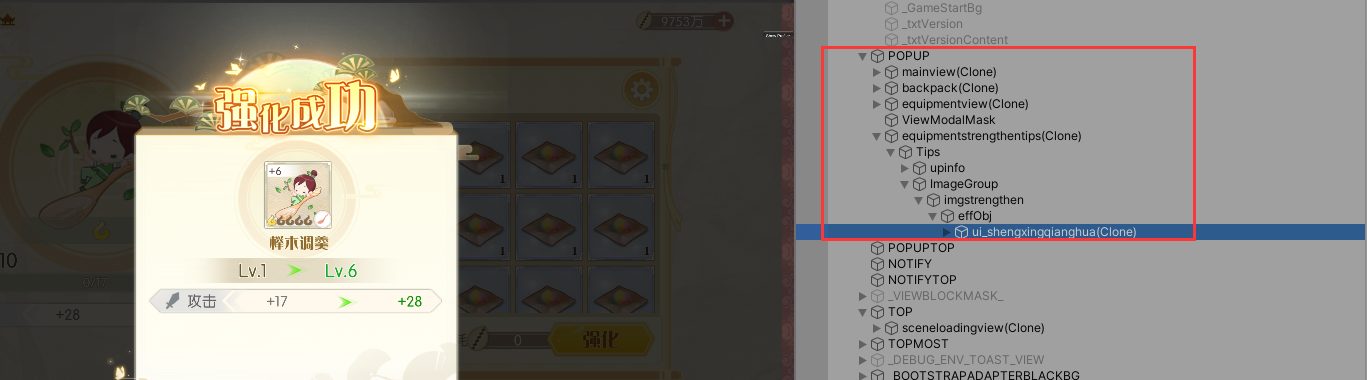 9753万
强化成功
+6
榉木调羹
Lv.1 Lv.6
攻击 +17 +28
10
Lv.17
+28
1 1 1
1 1 1
0 强化
_GameStartBg
_txtVersion
_txtVersionContent
POPUP
mainview(Clone)
backpack(Clone)
equipmentview(Clone)
ViewModalMask
equipmentstrengthentips(Clone)
Tips
upinfo
ImageGroup
imgstrengthen
effObj
ui_shengxingqianghua(Clone)
POPUPTOP
NOTIFY
NOTIFYTOP
_VIEWBLOCKMASK_
TOP
sceneloadingview(Clone)
TOPMOST
_DEBUG_ENV_TOAST_VIEW
_BOOTSTRAPADAPTERBLACKBG